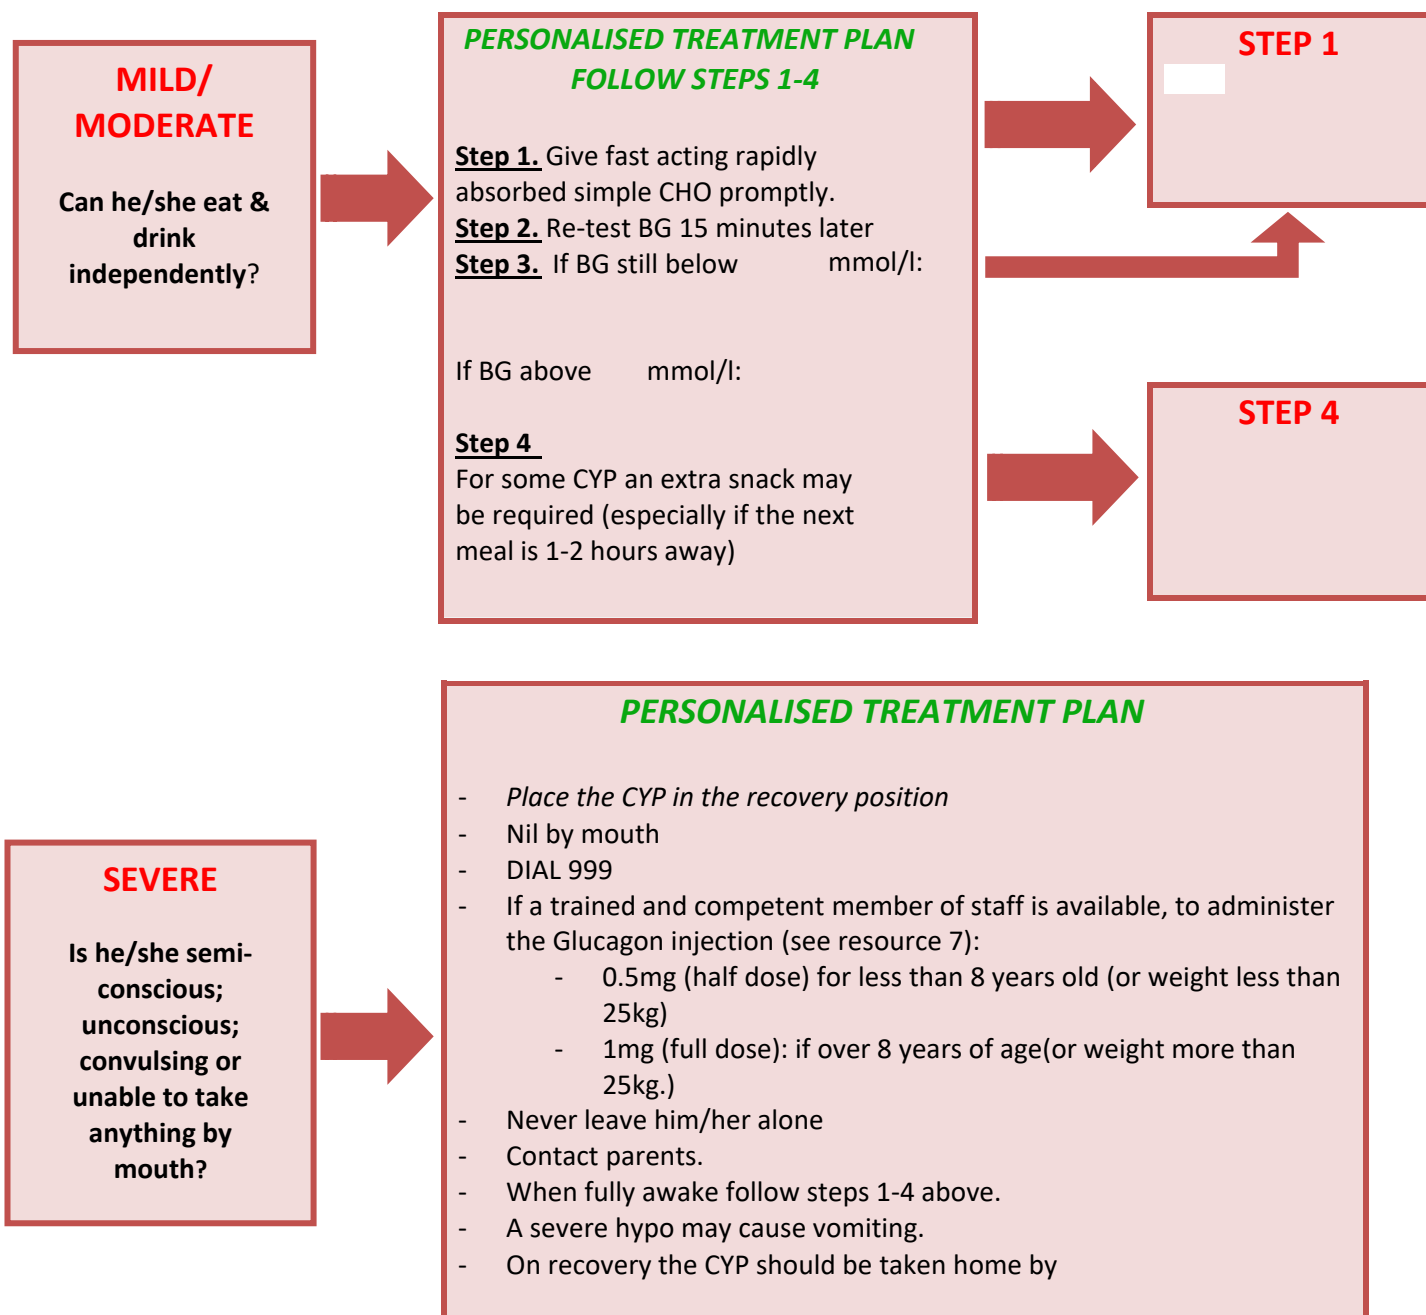 MILD/
MODERATE
Can he/she eat &
drink
independently?
PERSONALISED TREATMENT PLAN
FOLLOW STEPS 1-4
Step 1. Give fast acting rapidly
absorbed simple CHO promptly.
Step 2. Re-test BG 15 minutes later
Step 3. If BG still below mmol/l:
If BG above mmol/l:
Step 4
For some CYP an extra snack may
be required (especially if the next
meal is 1-2 hours away)
STEP 1
STEP 4
SEVERE
Is he/she semi-
conscious;
unconscious;
convulsing or
unable to take
anything by
mouth?
PERSONALISED TREATMENT PLAN
- Place the CYP in the recovery position
- Nil by mouth
- DIAL 999
- If a trained and competent member of staff is available, to administer
the Glucagon injection (see resource 7):
- 0.5mg (half dose) for less than 8 years old (or weight less than
25kg)
- 1mg (full dose): if over 8 years of age(or weight more than
25kg.)
- Never leave him/her alone
- Contact parents.
- When fully awake follow steps 1-4 above.
- A severe hypo may cause vomiting.
- On recovery the CYP should be taken home by